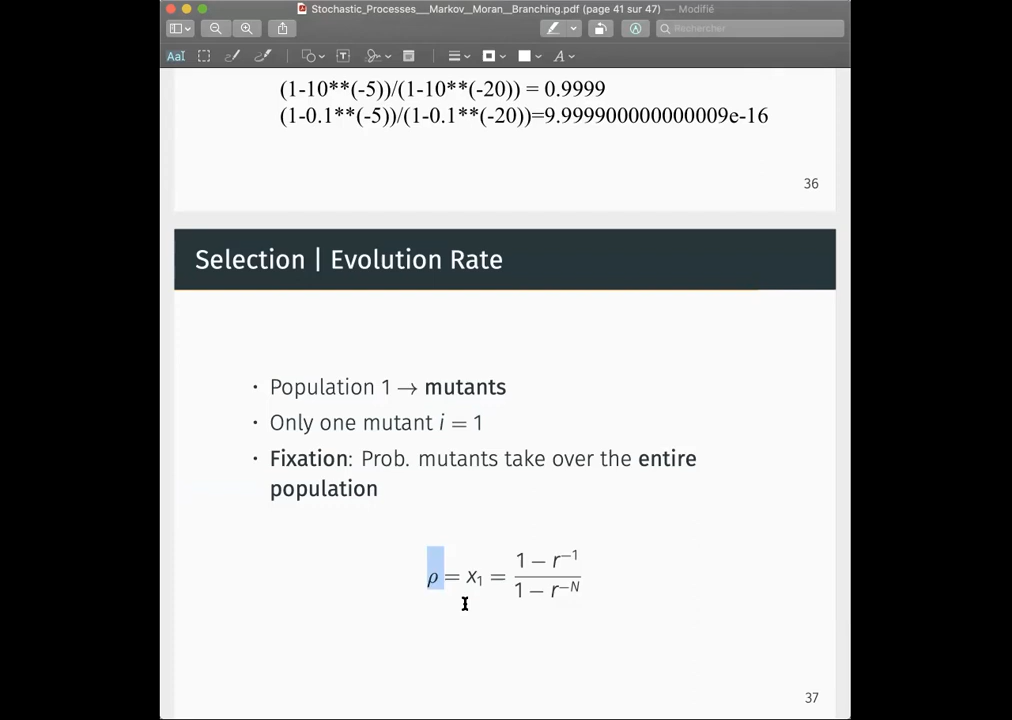 Stochastic_Processes___Markov__Moran__Branching.pdf (page 41 sur 47) — Modifié
Rechercher
(1-10**(-5))/(1-10**(-20)) = 0.9999
(1-0.1**(-5))/(1-0.1**(-20))=9.999000000000009e-16
36
Selection | Evolution Rate
· Population 1 → mutants
· Only one mutant i = 1
· Fixation: Prob. mutants take over the entire
population
ρ = x₁ = (1 − r⁻¹)/(1 − r⁻ᴺ)
37